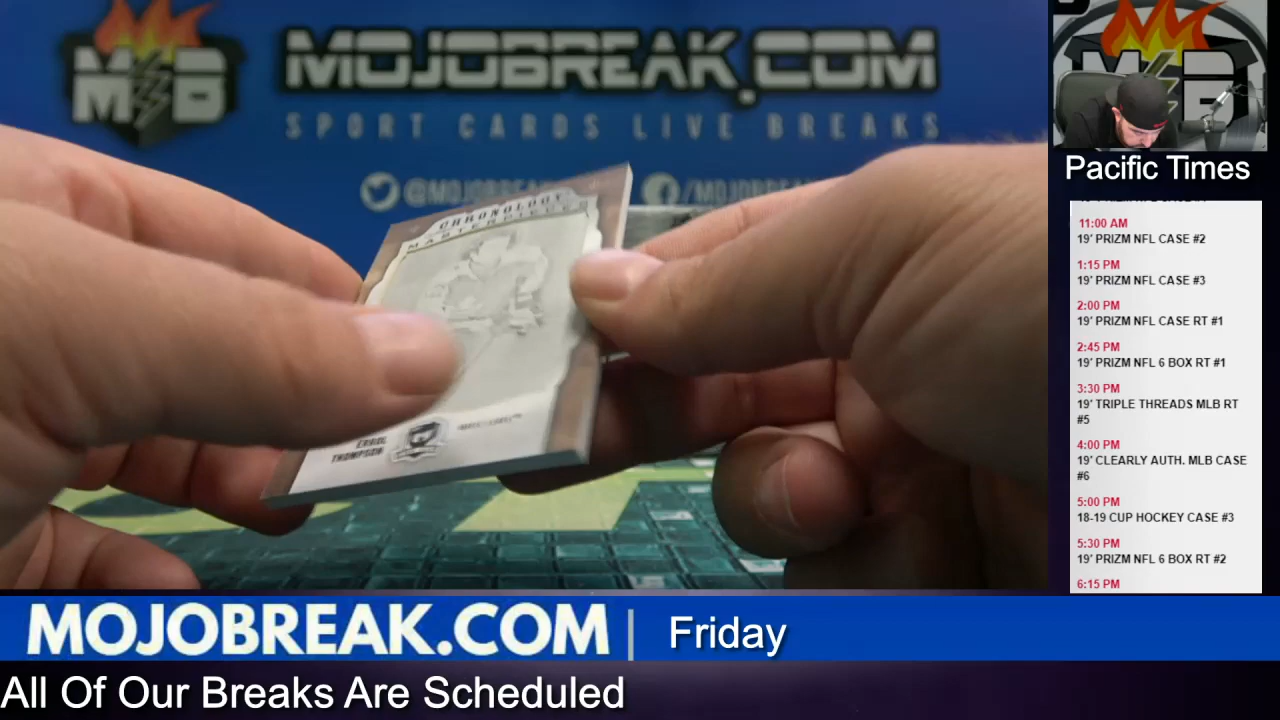 MOJOBREAK.COM
SPORT CARDS LIVE BREAKS
@MOJOBREAK
/MOJOBREAK
MB
CHRONOLOGY
MASTERPIECES
ERROL
THOMPSON
Pacific Times
11:00 AM
19' PRIZM NFL CASE #2
1:15 PM
19' PRIZM NFL CASE #3
2:00 PM
19' PRIZM NFL CASE RT #1
2:45 PM
19' PRIZM NFL 6 BOX RT #1
3:30 PM
19' TRIPLE THREADS MLB RT
#5
4:00 PM
19' CLEARLY AUTH. MLB CASE
#6
5:00 PM
18-19 CUP HOCKEY CASE #3
5:30 PM
19' PRIZM NFL 6 BOX RT #2
6:15 PM
MOJOBREAK.COM | Friday
All Of Our Breaks Are Scheduled